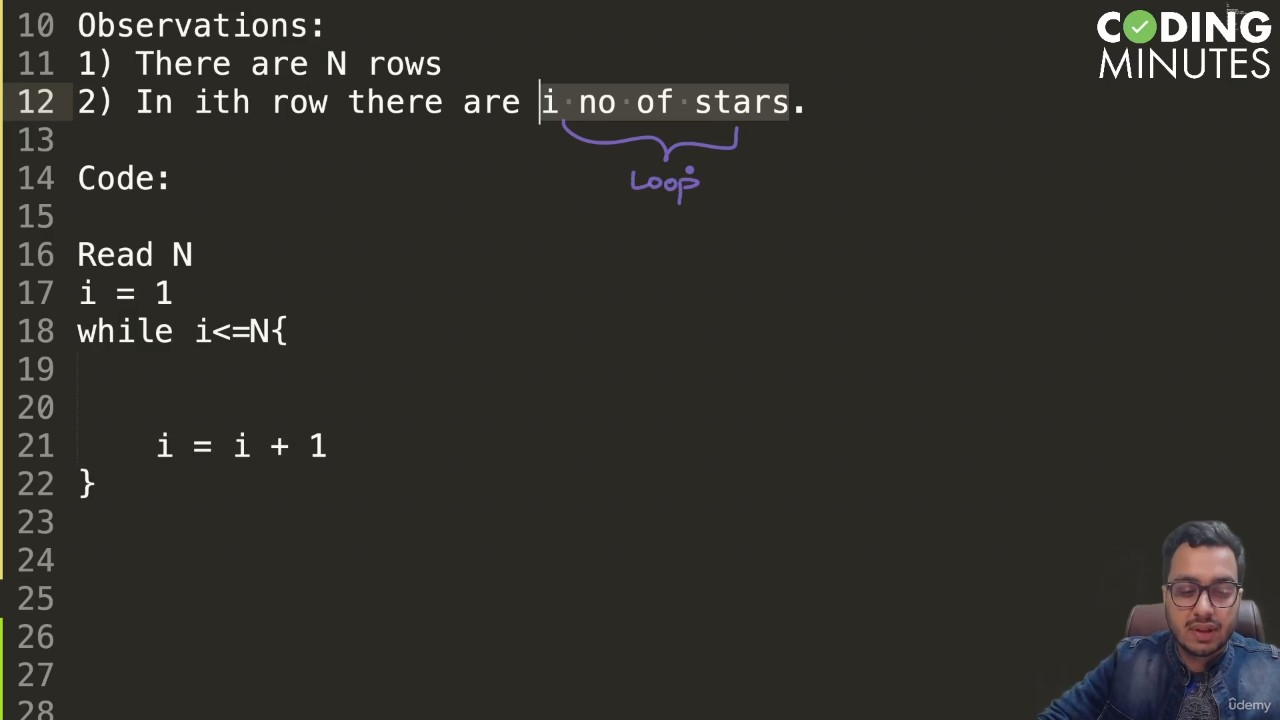 10 Observations:
11 1) There are N rows
12 2) In ith row there are i no of stars.
13
Loop
14 Code:
15
16 Read N
17 i = 1
18 while i<=N{
19
20
21 i = i + 1
22 }
23
24
25
26
27
28
CODING
MINUTES
ûdemy